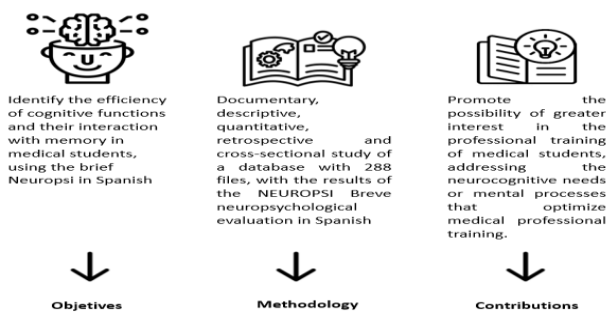 Identify the efficiency
of cognitive functions
and their interaction
with memory in
medical students,
using the brief
Neuropsi in Spanish
Objetives
Documentary,
descriptive,
quantitative,
retrospective and
cross-sectional study of
a database with 288
files, with the results of
the NEUROPSI Breve
neuropsychological
evaluation in Spanish
Methodology
Promote the
possibility of greater
interest in the
professional training
of medical students,
addressing the
neurocognitive needs
or mental processes
that optimize
medical professional
training.
Contributions